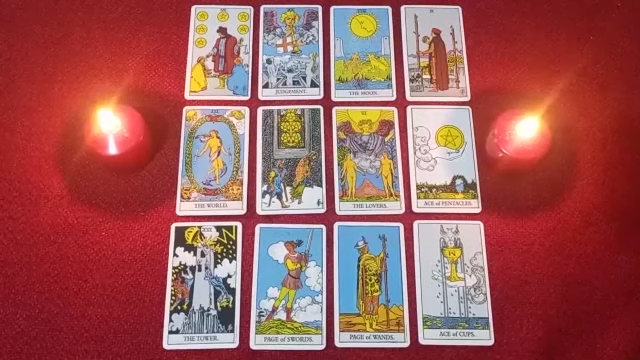 JUDGEMENT.
THE MOON.
THE WORLD.
THE LOVERS.
ACE of PENTACLES.
THE TOWER.
PAGE of SWORDS.
PAGE of WANDS.
ACE of CUPS.